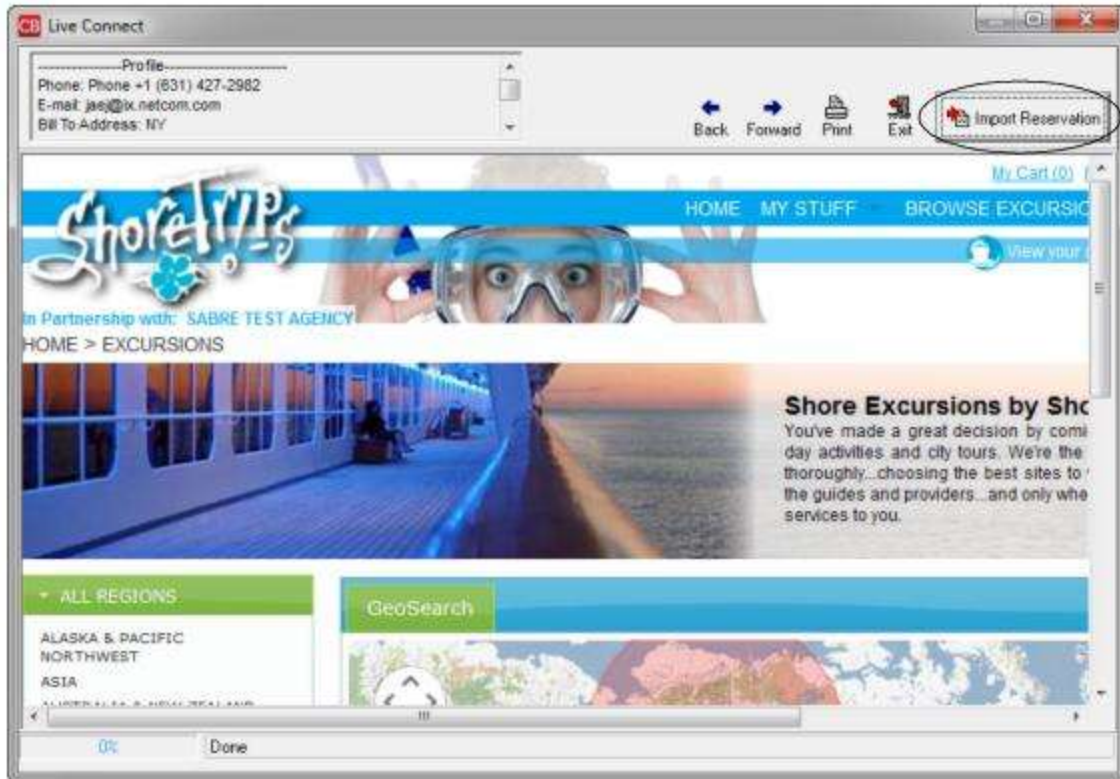 CB Live Connect
--------------------Profile--------------------
Phone: Phone +1 (631) 427-2982
E-mail: jaej@ix.netcom.com
Bill To Address: NY
Back Forward Print Exit Import Reservation
My Cart (0)
ShoreTrips
HOME MY STUFF BROWSE EXCURSIO
View your
In Partnership with: SABRE TEST AGENCY
HOME > EXCURSIONS
Shore Excursions by Sho
You've made a great decision by comi
day activities and city tours. We're the
thoroughly...choosing the best sites to
the guides and providers...and only whe
services to you.
ALL REGIONS
GeoSearch
ALASKA & PACIFIC
NORTHWEST
ASIA
AUSTRALIA & NEW ZEALAND
0% Done